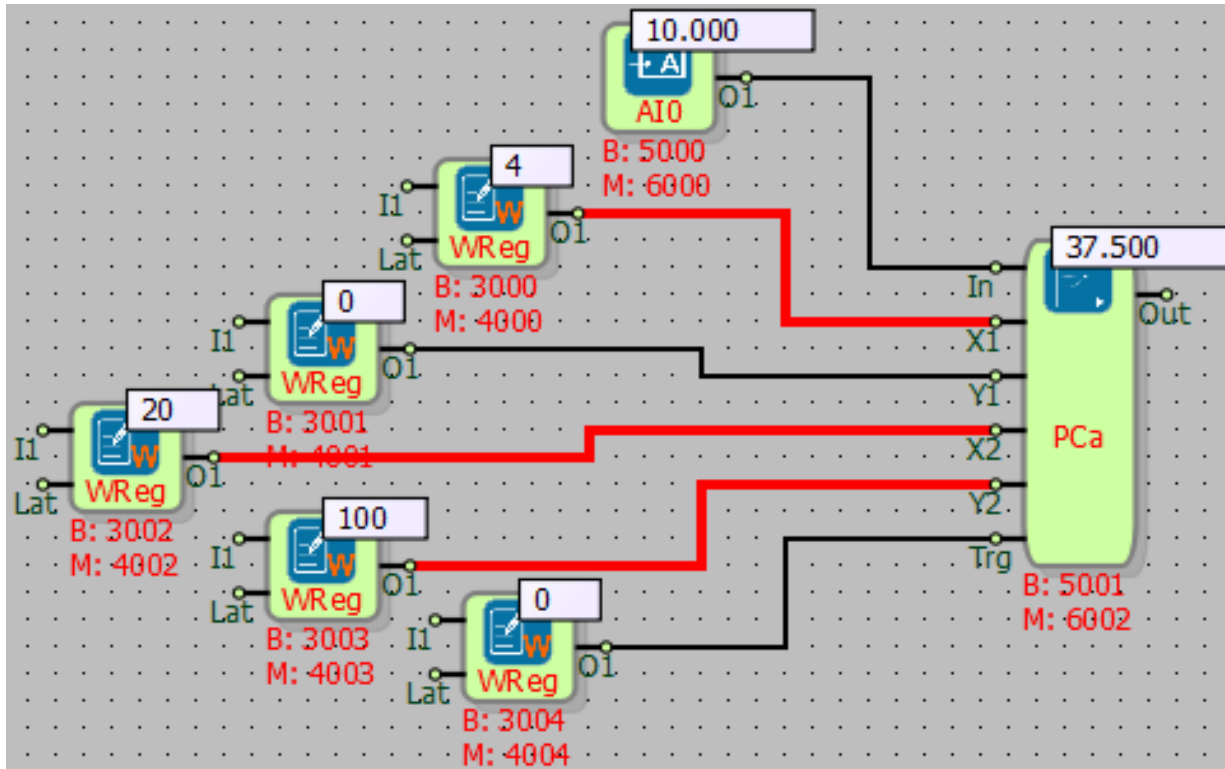 10.000
AI0
O1
B: 5000
M: 6000
4
I1
Lat
WReg
O1
B: 3000
M: 4000
0
I1
Lat
WReg
O1
B: 3001
M: 4001
20
I1
Lat
WReg
O1
B: 3002
M: 4002
100
I1
Lat
WReg
O1
B: 3003
M: 4003
0
I1
Lat
WReg
O1
B: 3004
M: 4004
37.500
In
X1
Y1
X2
Y2
Trg
Out
PCa
B: 5001
M: 6002